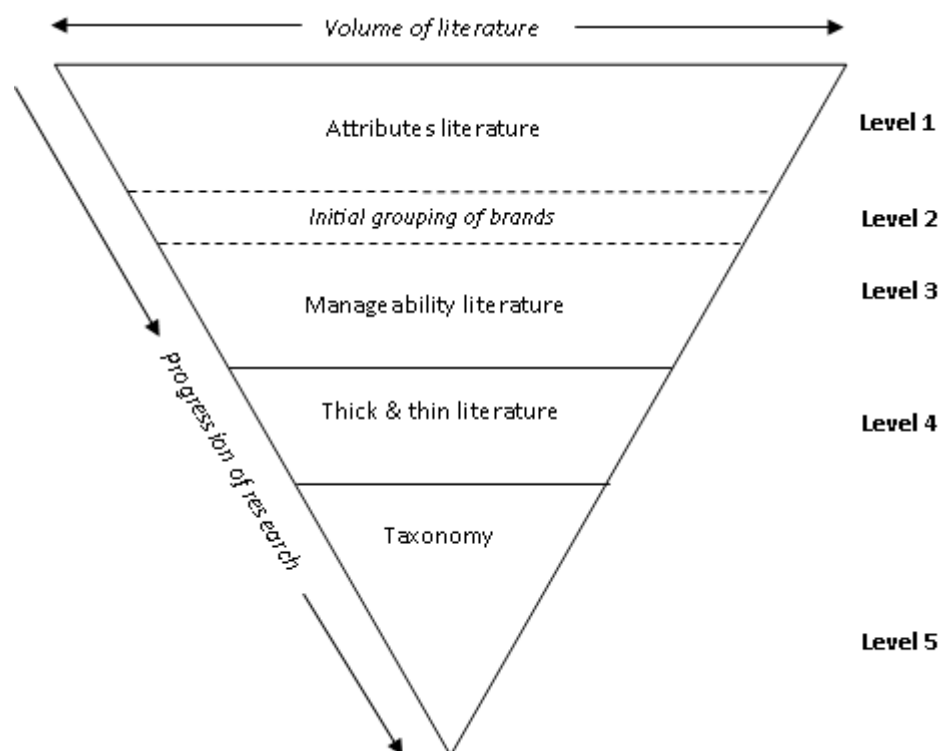 Volume of literature
Attributes literature
Level 1
Initial grouping of brands
Level 2
Manageability literature
Level 3
Thick & thin literature
Level 4
Taxonomy
Level 5
Progression of research